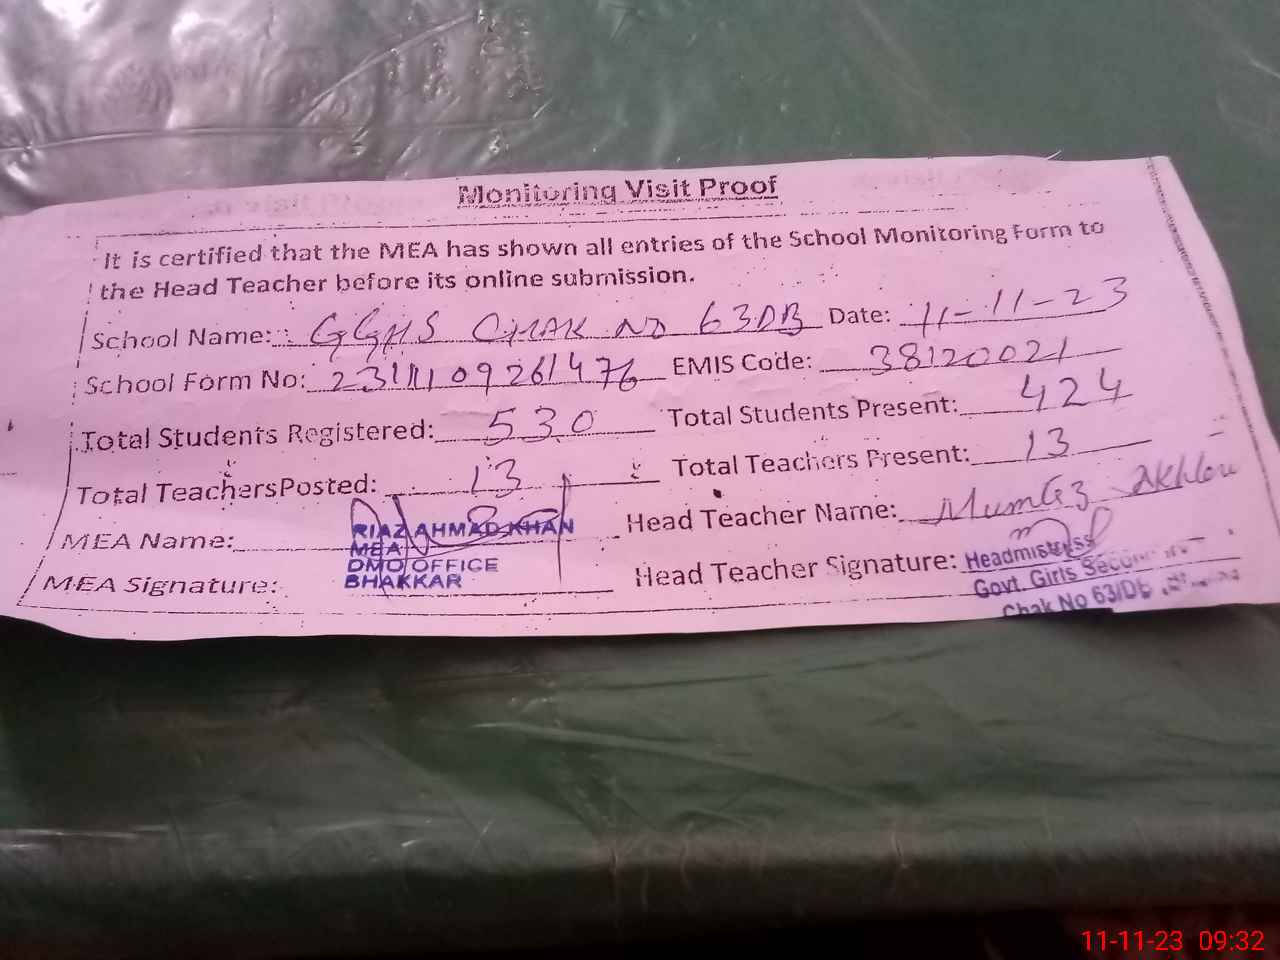 Monitoring Visit Proof
It is certified that the MEA has shown all entries of the School Monitoring Form to
the Head Teacher before its online submission.
School Name: GGHS CHAK NO 63DB Date: 11-11-23
School Form No: 231111109261476 EMIS Code: 38120021
Total Students Registered: 530 Total Students Present: 424
Total Teachers Posted: 13 Total Teachers Present: 13
MEA Name: Head Teacher Name: Mumtaz
RIAZ AHMAD KHAN
MEA
DMO OFFICE
BHAKKAR
MEA Signature: Head Teacher Signature:
Headmistress
Govt. Girls
Chak No 63/Db
11-11-23 09:32